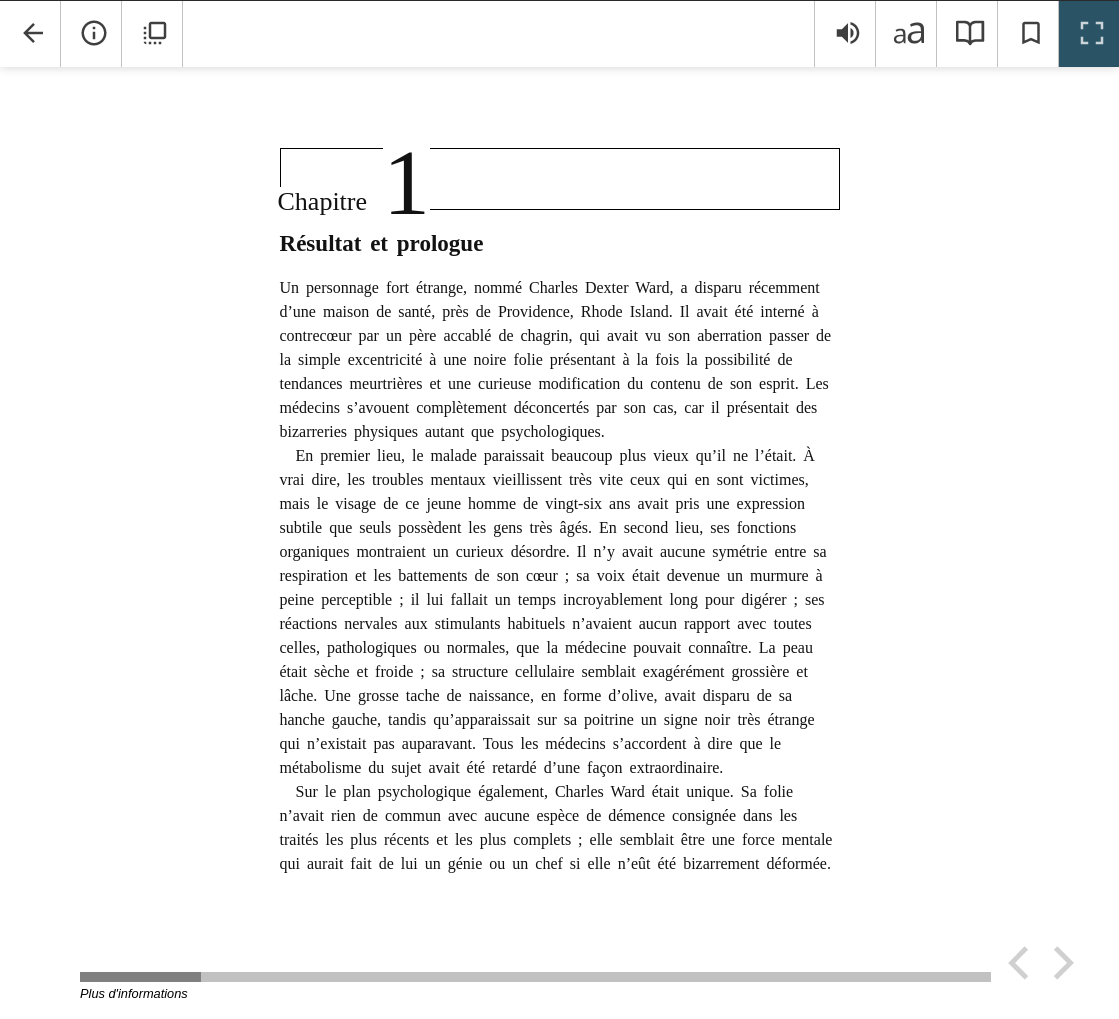 aa
Chapitre 1
Résultat et prologue
Un personnage fort étrange, nommé Charles Dexter Ward, a disparu récemment
d’une maison de santé, près de Providence, Rhode Island. Il avait été interné à
contrecœur par un père accablé de chagrin, qui avait vu son aberration passer de
la simple excentricité à une noire folie présentant à la fois la possibilité de
tendances meurtrières et une curieuse modification du contenu de son esprit. Les
médecins s’avouent complètement déconcertés par son cas, car il présentait des
bizarreries physiques autant que psychologiques.
En premier lieu, le malade paraissait beaucoup plus vieux qu’il ne l’était. À
vrai dire, les troubles mentaux vieillissent très vite ceux qui en sont victimes,
mais le visage de ce jeune homme de vingt-six ans avait pris une expression
subtile que seuls possèdent les gens très âgés. En second lieu, ses fonctions
organiques montraient un curieux désordre. Il n’y avait aucune symétrie entre sa
respiration et les battements de son cœur ; sa voix était devenue un murmure à
peine perceptible ; il lui fallait un temps incroyablement long pour digérer ; ses
réactions nervales aux stimulants habituels n’avaient aucun rapport avec toutes
celles, pathologiques ou normales, que la médecine pouvait connaître. La peau
était sèche et froide ; sa structure cellulaire semblait exagérément grossière et
lâche. Une grosse tache de naissance, en forme d’olive, avait disparu de sa
hanche gauche, tandis qu’apparaissait sur sa poitrine un signe noir très étrange
qui n’existait pas auparavant. Tous les médecins s’accordent à dire que le
métabolisme du sujet avait été retardé d’une façon extraordinaire.
Sur le plan psychologique également, Charles Ward était unique. Sa folie
n’avait rien de commun avec aucune espèce de démence consignée dans les
traités les plus récents et les plus complets ; elle semblait être une force mentale
qui aurait fait de lui un génie ou un chef si elle n’eût été bizarrement déformée.
Plus d'informations